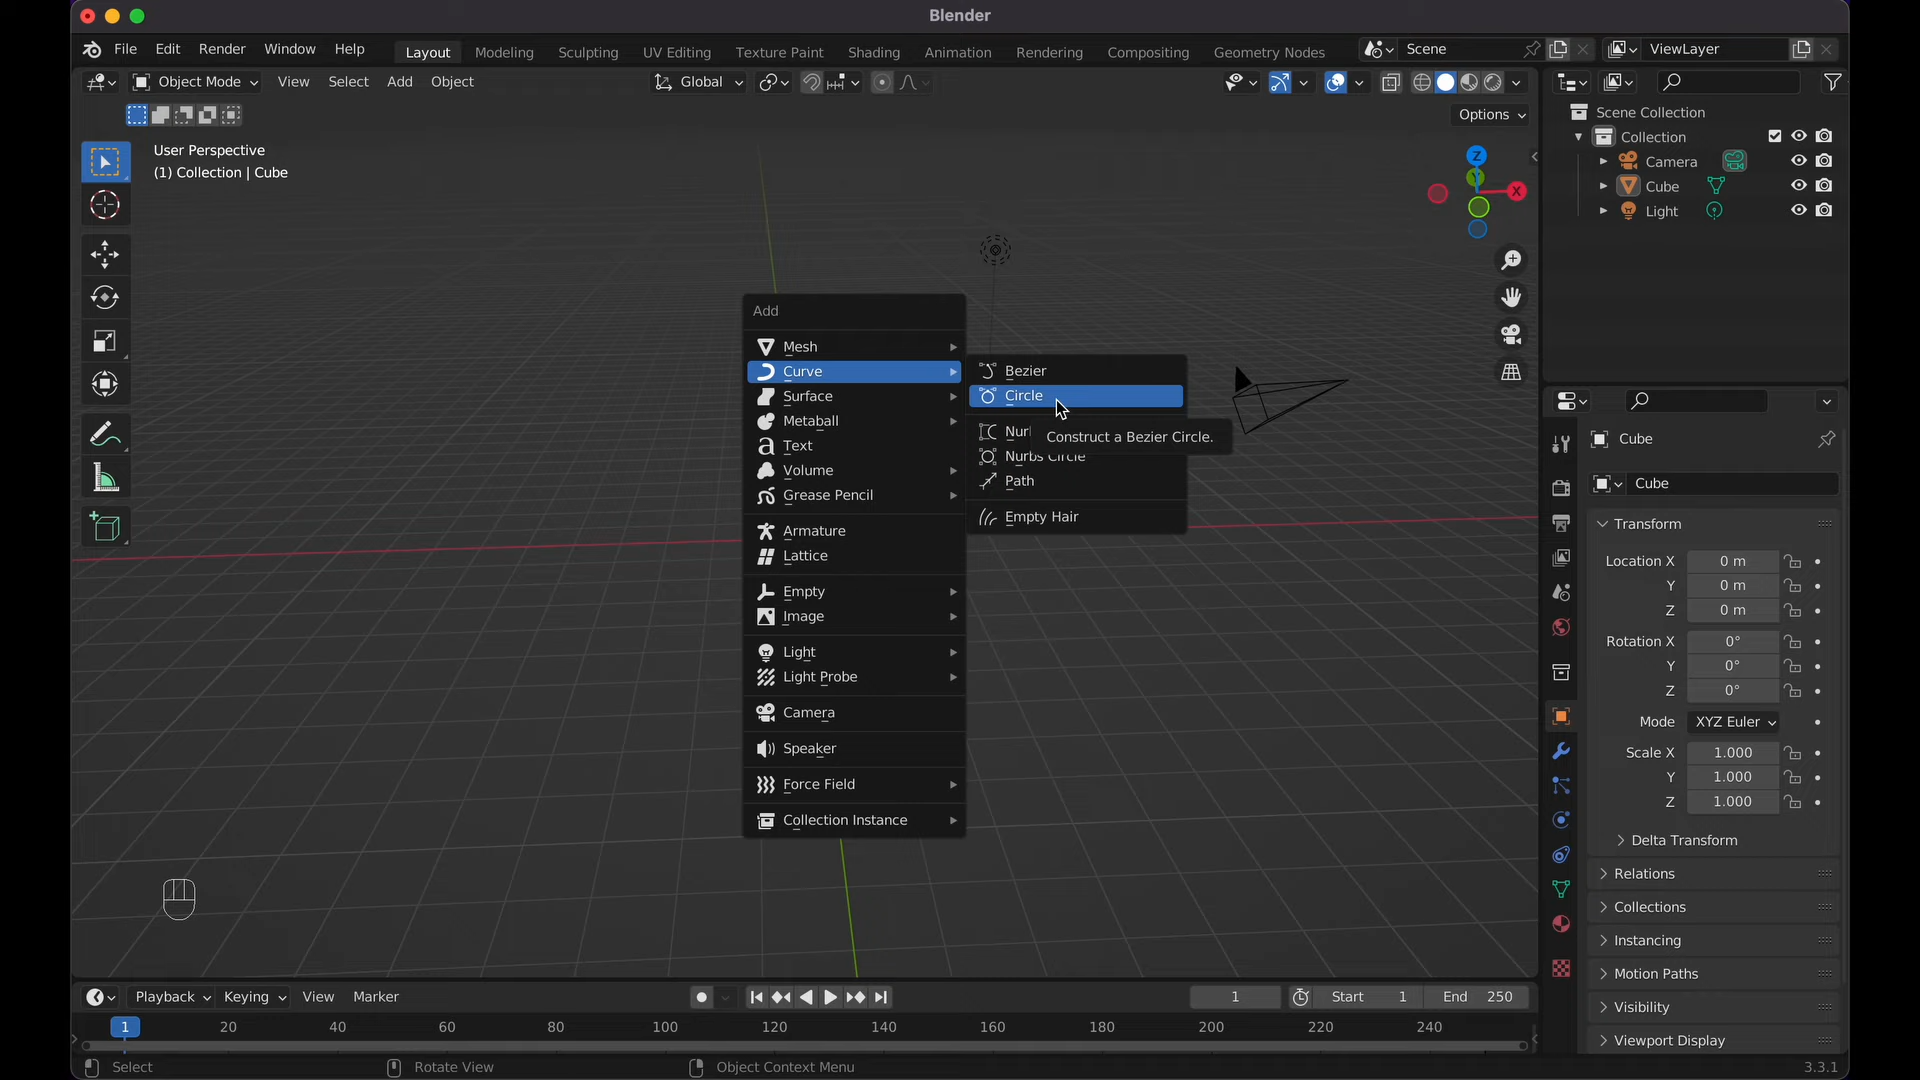 Blender
File Edit Render Window Help Layout Modeling Sculpting UV Editing Texture Paint Shading Animation Rendering Compositing Geometry Nodes Scene ViewLayer
Object Mode View Select Add Object Global
Options
User Perspective
(1) Collection | Cube
Z
Y
X
Add
Mesh
Curve
Surface
Metaball
Text
Volume
Grease Pencil
Armature
Lattice
Empty
Image
Light
Light Probe
Camera
Speaker
Force Field
Collection Instance
Bezier
Circle
Construct a Bezier Circle.
Nurbs Circle
Path
Empty Hair
Scene Collection
Collection
Camera
Cube
Light
Cube
Cube
Transform
Location X 0 m
Y 0 m
Z 0 m
Rotation X 0°
Y 0°
Z 0°
Mode XYZ Euler
Scale X 1.000
Y 1.000
Z 1.000
Delta Transform
Relations
Collections
Instancing
Motion Paths
Visibility
Viewport Display
Playback Keying View Marker 1 Start 1 End 250
1 20 40 60 80 100 120 140 160 180 200 220 240
Select Rotate View Object Context Menu 3.3.1